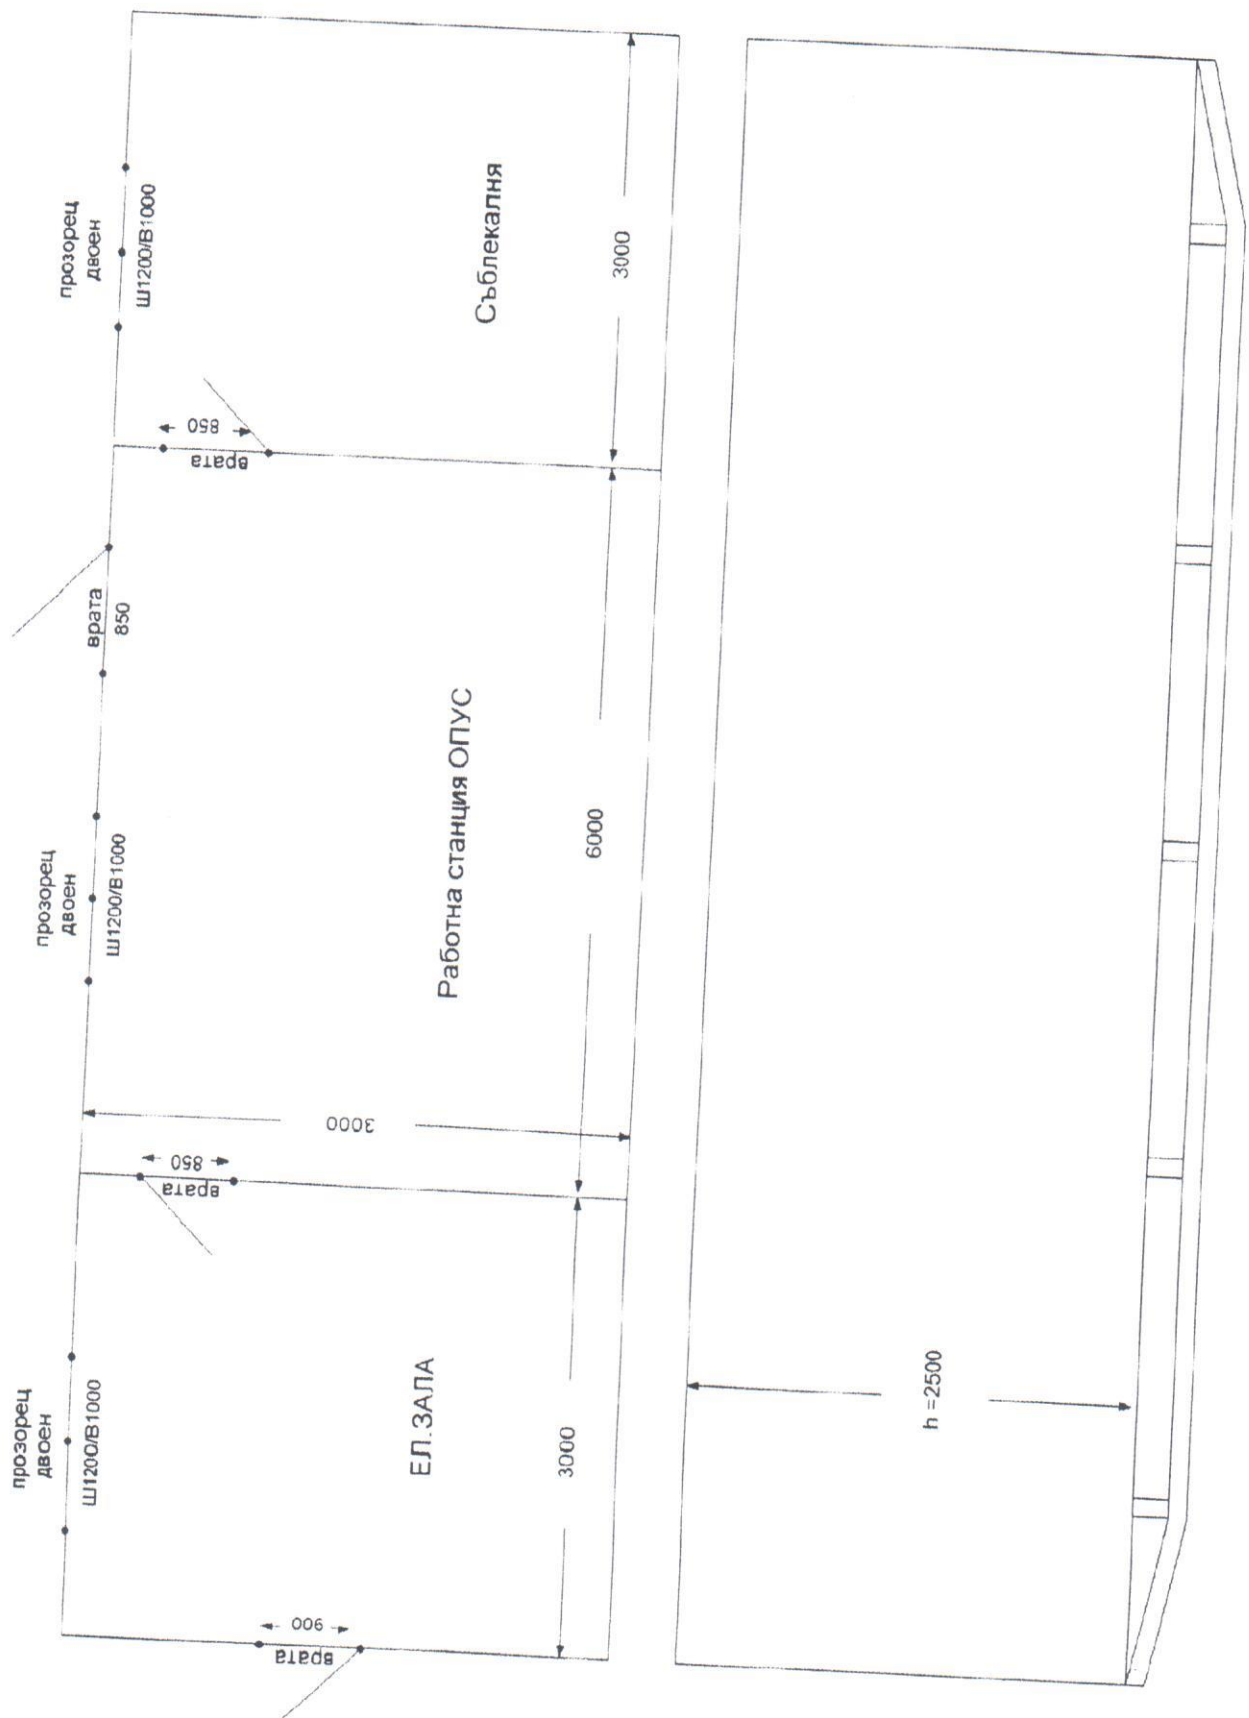 прозорец
двоен
Ш1200/В1000
прозорец
двоен
Ш1200/В1000
врата
850
прозорец
двоен
Ш1200/В1000
врата
900
врата
850
3000
врата
850
ЕЛ.ЗАЛА
Работна станция ОПУС
Съблекалня
3000
6000
3000
h =2500